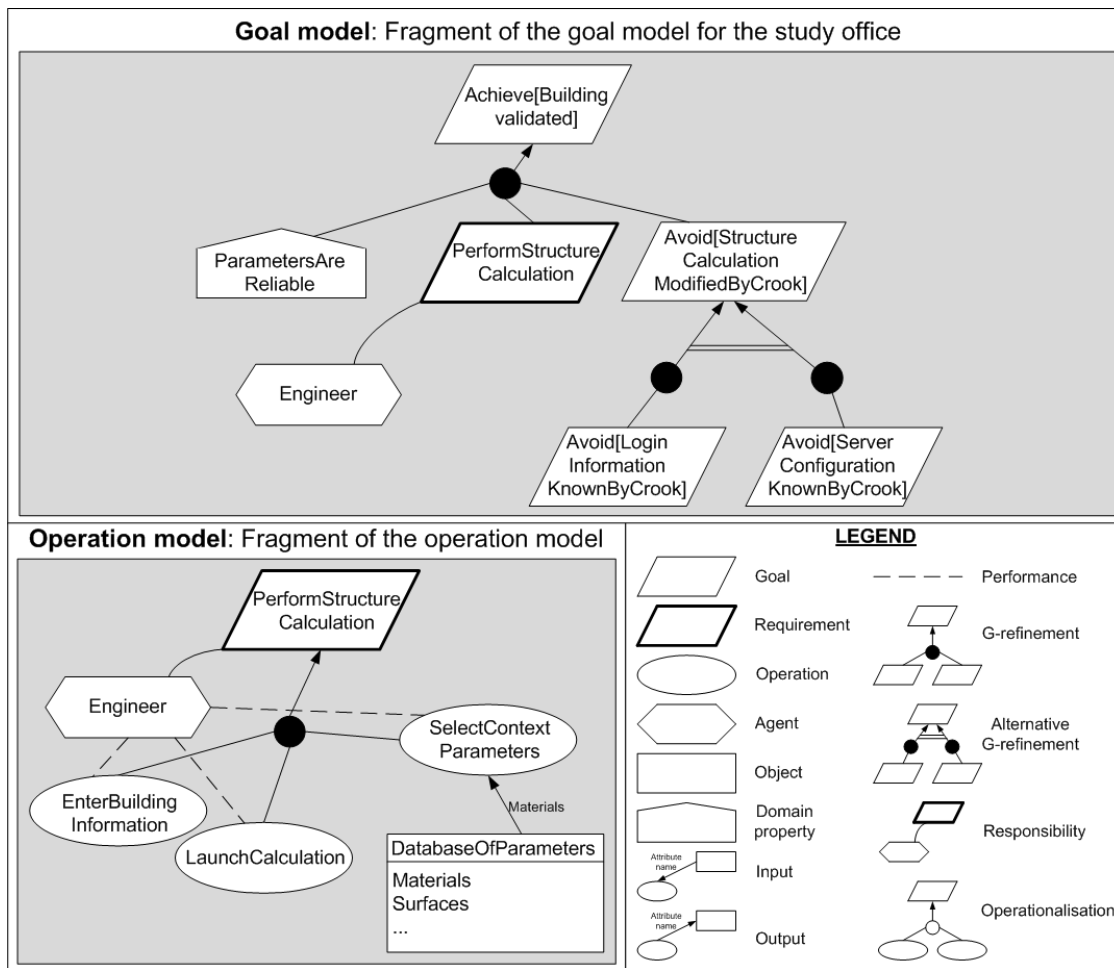 Goal model: Fragment of the goal model for the study office
Achieve[Building
validated]
ParametersAre
Reliable
PerformStructure
Calculation
Avoid[Structure
Calculation
ModifiedByCrook]
Engineer
Avoid[Login
Information
KnownByCrook]
Avoid[Server
Configuration
KnownByCrook]
Operation model: Fragment of the operation model
PerformStructure
Calculation
Engineer
SelectContext
Parameters
EnterBuilding
Information
LaunchCalculation
Materials
DatabaseOfParameters
Materials
Surfaces
...
LEGEND
Goal
Requirement
Operation
Agent
Object
Domain
property
Attribute
name
Input
Attribute
name
Output
Performance
G-refinement
Alternative
G-refinement
Responsibility
Operationalisation